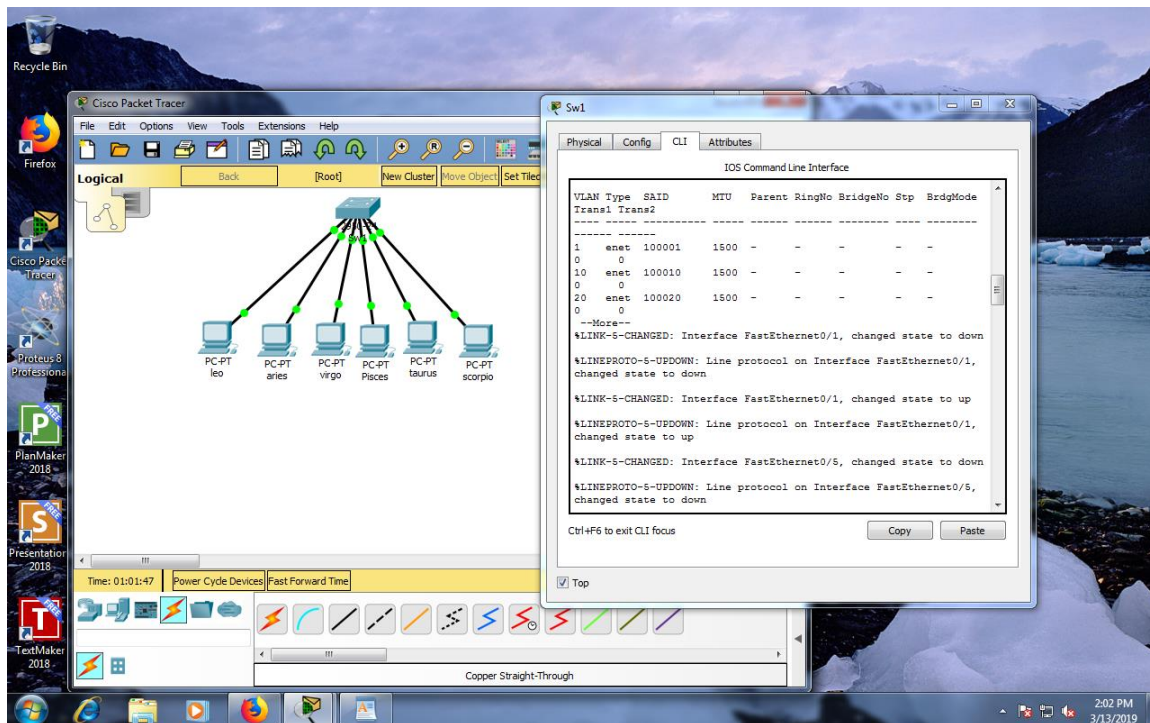 Recycle Bin
Firefox
Cisco Packe
Tracer
Proteus 8
Professiona
PlanMaker
2018
Presentation
2018
TextMaker
2018
Cisco Packet Tracer
File Edit Options View Tools Extensions Help
Logical
Back
[Root]
New Cluster
Move Object
Set Tiled
Sw1
PC-PT
leo
PC-PT
aries
PC-PT
virgo
PC-PT
Pisces
PC-PT
taurus
PC-PT
scorpio
Time: 01:01:47
Power Cycle Devices
Fast Forward Time
Copper Straight-Through
Sw1
Physical Config CLI Attributes
IOS Command Line Interface
VLAN Type SAID MTU Parent RingNo BridgeNo Stp BrdgMode
Trans1 Trans2
---- ----- ---------- ----- ------ ------ -------- ---- --------
------ ------
1 enet 100001 1500 - - - - -
0 0
10 enet 100010 1500 - - - - -
0 0
20 enet 100020 1500 - - - - -
0 0
--More--
%LINK-5-CHANGED: Interface FastEthernet0/1, changed state to down
%LINEPROTO-5-UPDOWN: Line protocol on Interface FastEthernet0/1,
changed state to down
%LINK-5-CHANGED: Interface FastEthernet0/1, changed state to up
%LINEPROTO-5-UPDOWN: Line protocol on Interface FastEthernet0/1,
changed state to up
%LINK-5-CHANGED: Interface FastEthernet0/5, changed state to down
%LINEPROTO-5-UPDOWN: Line protocol on Interface FastEthernet0/5,
changed state to down
Ctrl+F6 to exit CLI focus
Copy
Paste
Top
2:02 PM
3/13/2019